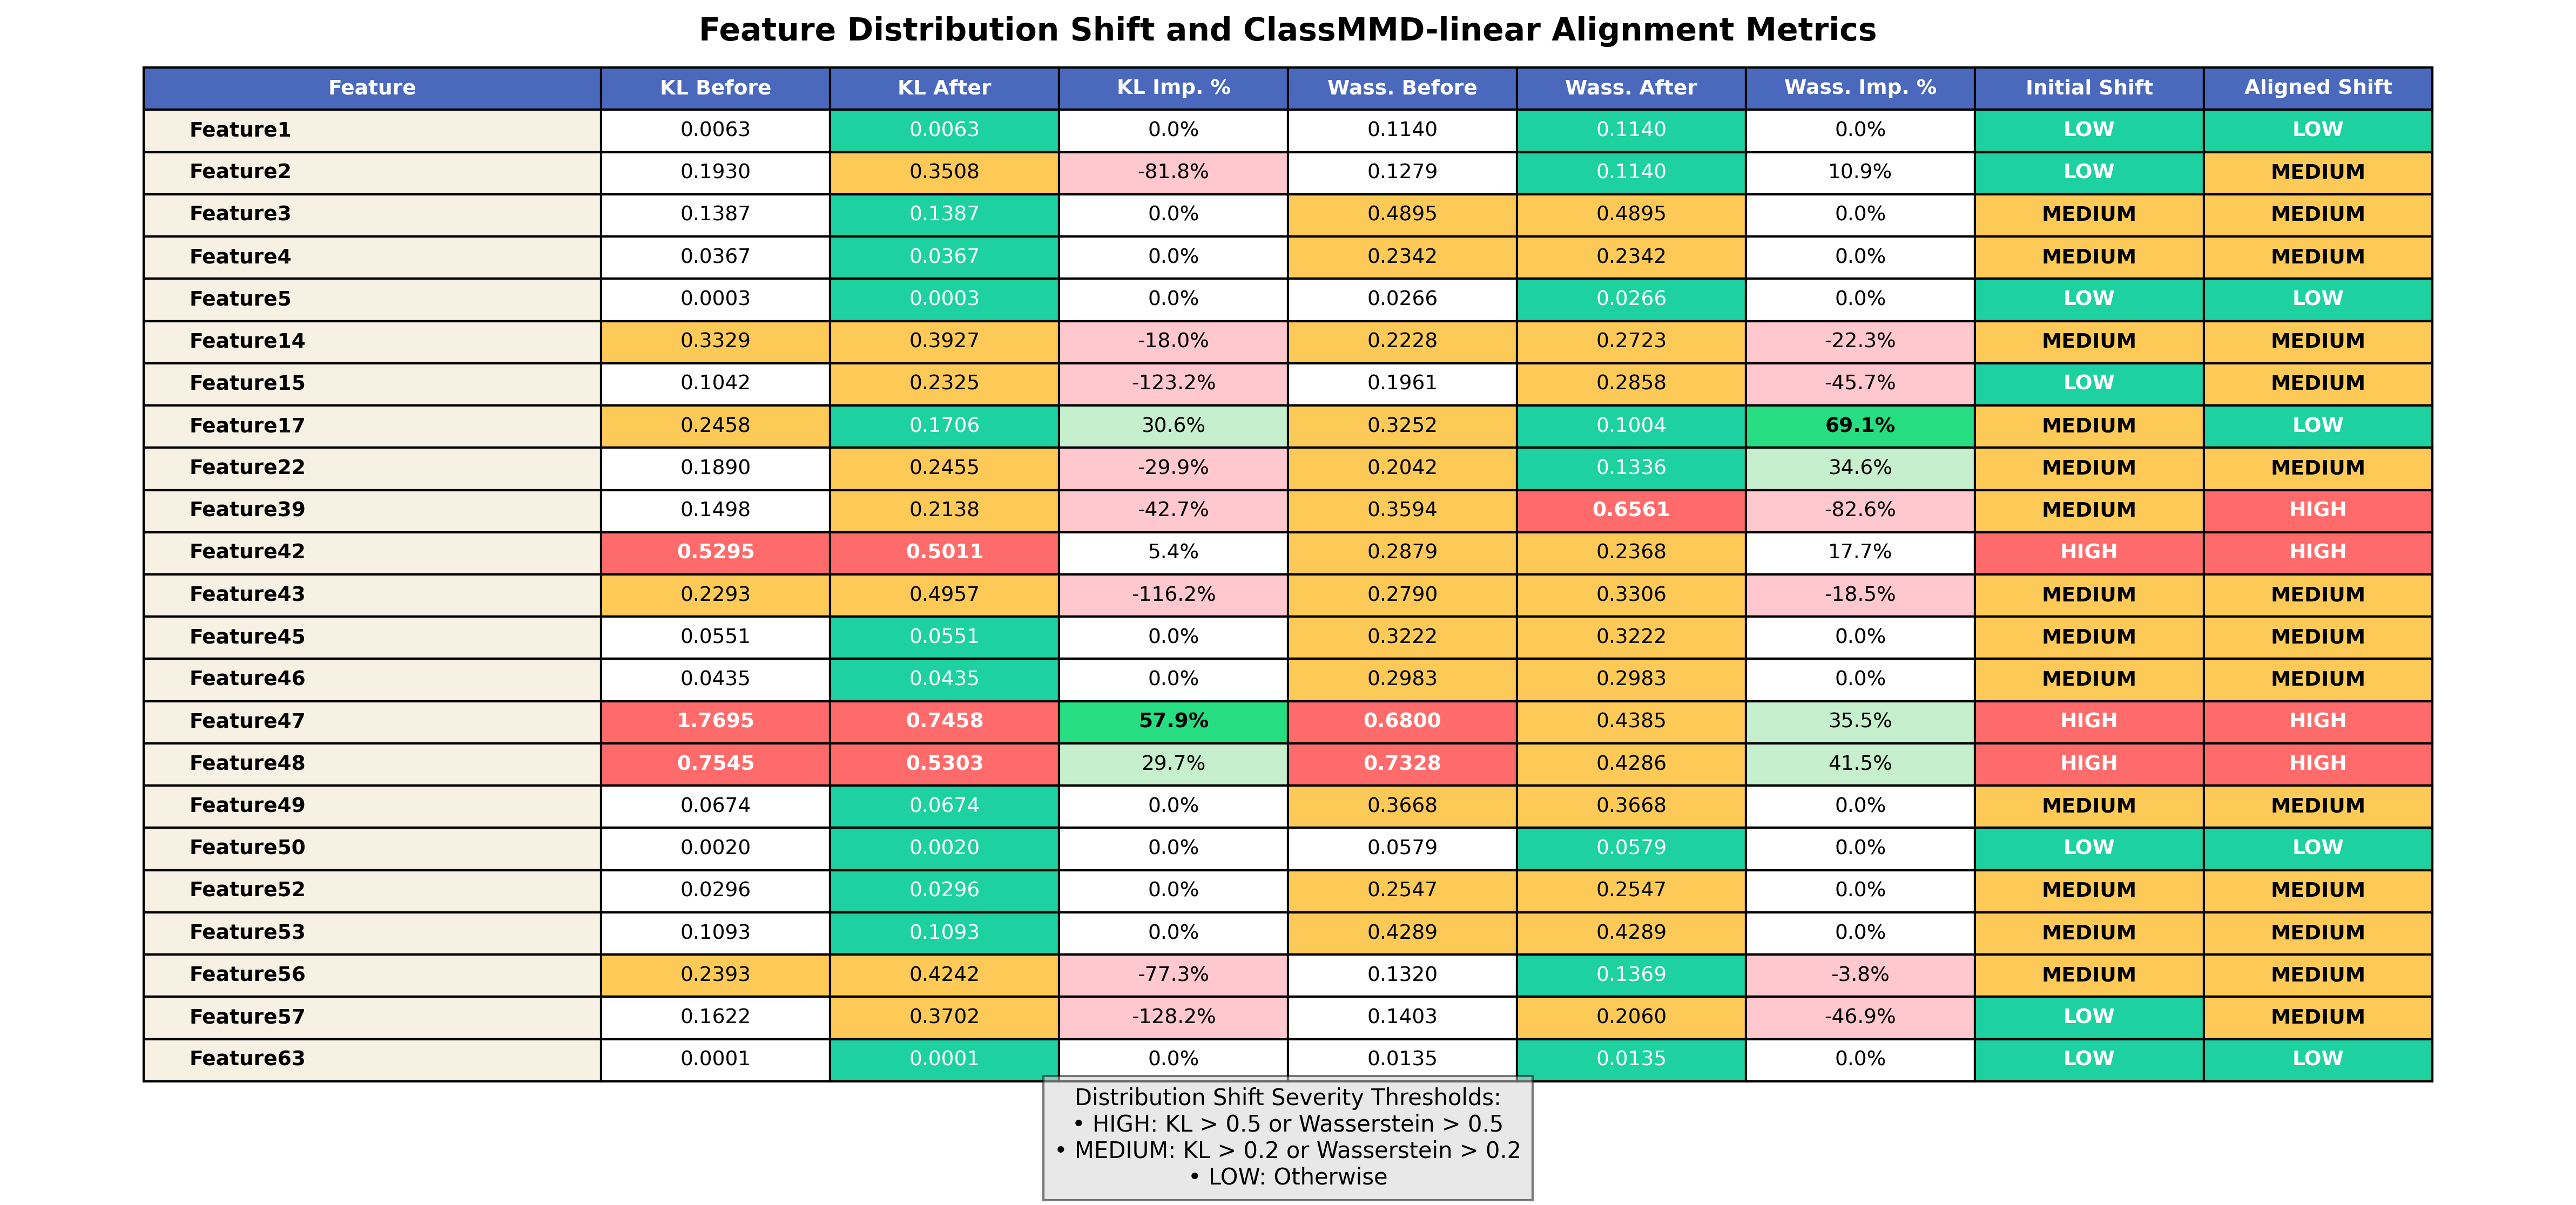 Feature Distribution Shift and ClassMMD-linear Alignment Metrics
Feature KL Before KL After KL Imp. % Wass. Before Wass. After Wass. Imp. % Initial Shift Aligned Shift
Feature1 0.0063 0.0063 0.0% 0.1140 0.1140 0.0% LOW LOW
Feature2 0.1930 0.3508 -81.8% 0.1279 0.1140 10.9% LOW MEDIUM
Feature3 0.1387 0.1387 0.0% 0.4895 0.4895 0.0% MEDIUM MEDIUM
Feature4 0.0367 0.0367 0.0% 0.2342 0.2342 0.0% MEDIUM MEDIUM
Feature5 0.0003 0.0003 0.0% 0.0266 0.0266 0.0% LOW LOW
Feature14 0.3329 0.3927 -18.0% 0.2228 0.2723 -22.3% MEDIUM MEDIUM
Feature15 0.1042 0.2325 -123.2% 0.1961 0.2858 -45.7% LOW MEDIUM
Feature17 0.2458 0.1706 30.6% 0.3252 0.1004 69.1% MEDIUM LOW
Feature22 0.1890 0.2455 -29.9% 0.2042 0.1336 34.6% MEDIUM MEDIUM
Feature39 0.1498 0.2138 -42.7% 0.3594 0.6561 -82.6% MEDIUM HIGH
Feature42 0.5295 0.5011 5.4% 0.2879 0.2368 17.7% HIGH HIGH
Feature43 0.2293 0.4957 -116.2% 0.2790 0.3306 -18.5% MEDIUM MEDIUM
Feature45 0.0551 0.0551 0.0% 0.3222 0.3222 0.0% MEDIUM MEDIUM
Feature46 0.0435 0.0435 0.0% 0.2983 0.2983 0.0% MEDIUM MEDIUM
Feature47 1.7695 0.7458 57.9% 0.6800 0.4385 35.5% HIGH HIGH
Feature48 0.7545 0.5303 29.7% 0.7328 0.4286 41.5% HIGH HIGH
Feature49 0.0674 0.0674 0.0% 0.3668 0.3668 0.0% MEDIUM MEDIUM
Feature50 0.0020 0.0020 0.0% 0.0579 0.0579 0.0% LOW LOW
Feature52 0.0296 0.0296 0.0% 0.2547 0.2547 0.0% MEDIUM MEDIUM
Feature53 0.1093 0.1093 0.0% 0.4289 0.4289 0.0% MEDIUM MEDIUM
Feature56 0.2393 0.4242 -77.3% 0.1320 0.1369 -3.8% MEDIUM MEDIUM
Feature57 0.1622 0.3702 -128.2% 0.1403 0.2060 -46.9% LOW MEDIUM
Feature63 0.0001 0.0001 0.0% 0.0135 0.0135 0.0% LOW LOW
Distribution Shift Severity Thresholds:
• HIGH: KL > 0.5 or Wasserstein > 0.5
• MEDIUM: KL > 0.2 or Wasserstein > 0.2
• LOW: Otherwise